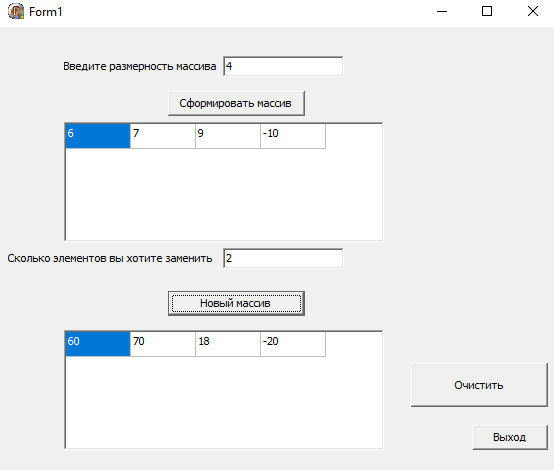 Form1
Введите размерность массива 4
Сформировать массив
6 7 9 -10
Сколько элементов вы хотите заменить 2
Новый массив
60 70 18 -20
Очистить
Выход